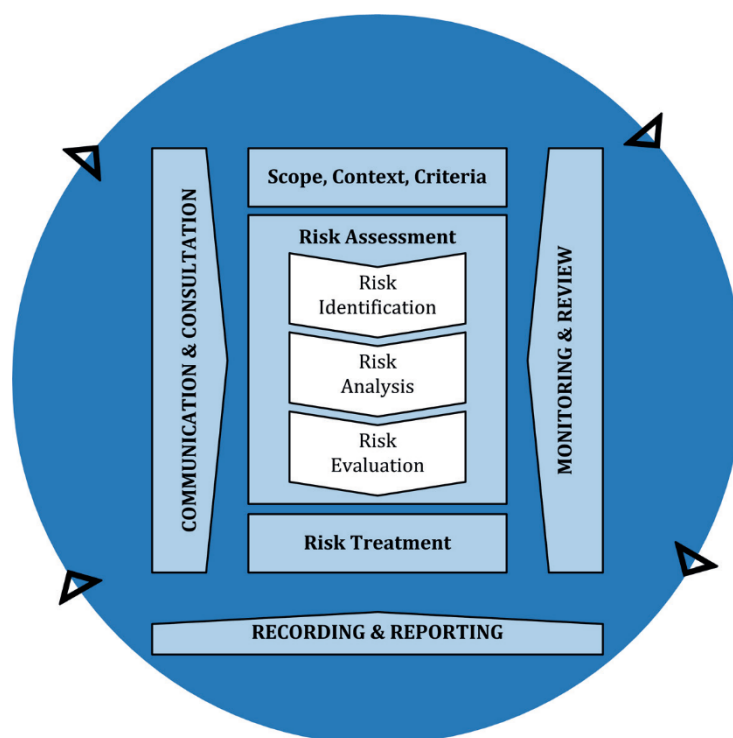 Scope, Context, Criteria
Risk Assessment
Risk
Identification
Risk
Analysis
Risk
Evaluation
Risk Treatment
COMMUNICATION & CONSULTATION
MONITORING & REVIEW
RECORDING & REPORTING